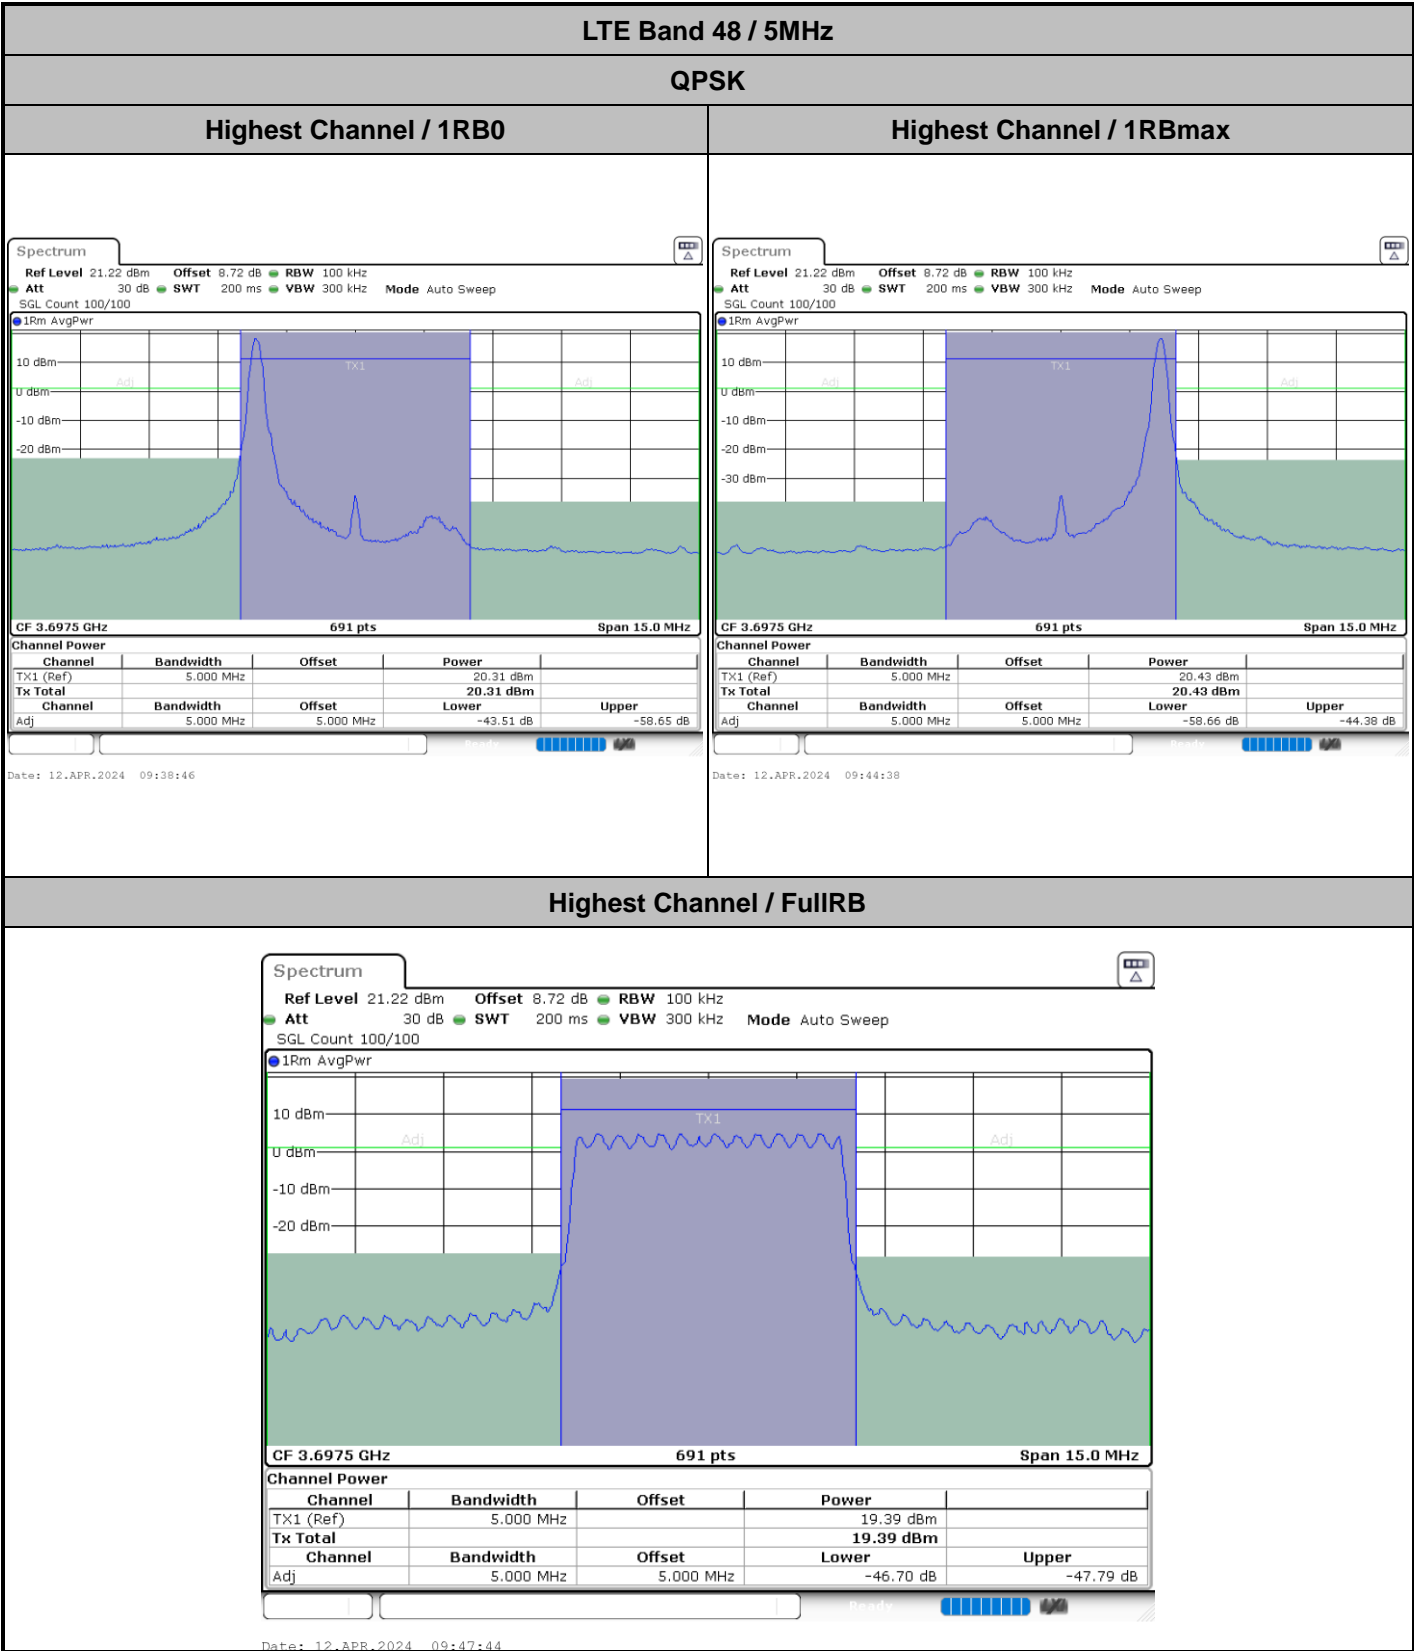 LTE Band 48 / 5MHz
QPSK
Highest Channel / 1RB0
Highest Channel / 1RBmax
Spectrum
Ref Level 21.22 dBm Offset 8.72 dB RBW 100 kHz
Att 30 dB SWT 200 ms VBW 300 kHz Mode Auto Sweep
SGL Count 100/100
1Rm AvgPwr
10 dBm
TX1
Adj
Adj
0 dBm
-10 dBm
-20 dBm
CF 3.6975 GHz 691 pts Span 15.0 MHz
Channel Power
Channel Bandwidth Offset Power
TX1 (Ref) 5.000 MHz 20.31 dBm
Tx Total 20.31 dBm
Channel Bandwidth Offset Lower Upper
Adj 5.000 MHz 5.000 MHz -43.51 dB -58.65 dB
Ready
Date: 12.APR.2024 09:38:46
Spectrum
Ref Level 21.22 dBm Offset 8.72 dB RBW 100 kHz
Att 30 dB SWT 200 ms VBW 300 kHz Mode Auto Sweep
SGL Count 100/100
1Rm AvgPwr
10 dBm
TX1
Adj
Adj
0 dBm
-10 dBm
-20 dBm
-30 dBm
CF 3.6975 GHz 691 pts Span 15.0 MHz
Channel Power
Channel Bandwidth Offset Power
TX1 (Ref) 5.000 MHz 20.43 dBm
Tx Total 20.43 dBm
Channel Bandwidth Offset Lower Upper
Adj 5.000 MHz 5.000 MHz -58.66 dB -44.38 dB
Ready
Date: 12.APR.2024 09:44:38
Highest Channel / FullRB
Spectrum
Ref Level 21.22 dBm Offset 8.72 dB RBW 100 kHz
Att 30 dB SWT 200 ms VBW 300 kHz Mode Auto Sweep
SGL Count 100/100
1Rm AvgPwr
10 dBm
TX1
Adj
Adj
0 dBm
-10 dBm
-20 dBm
CF 3.6975 GHz 691 pts Span 15.0 MHz
Channel Power
Channel Bandwidth Offset Power
TX1 (Ref) 5.000 MHz 19.39 dBm
Tx Total 19.39 dBm
Channel Bandwidth Offset Lower Upper
Adj 5.000 MHz 5.000 MHz -46.70 dB -47.79 dB
Ready
Date: 12.APR.2024 09:47:44